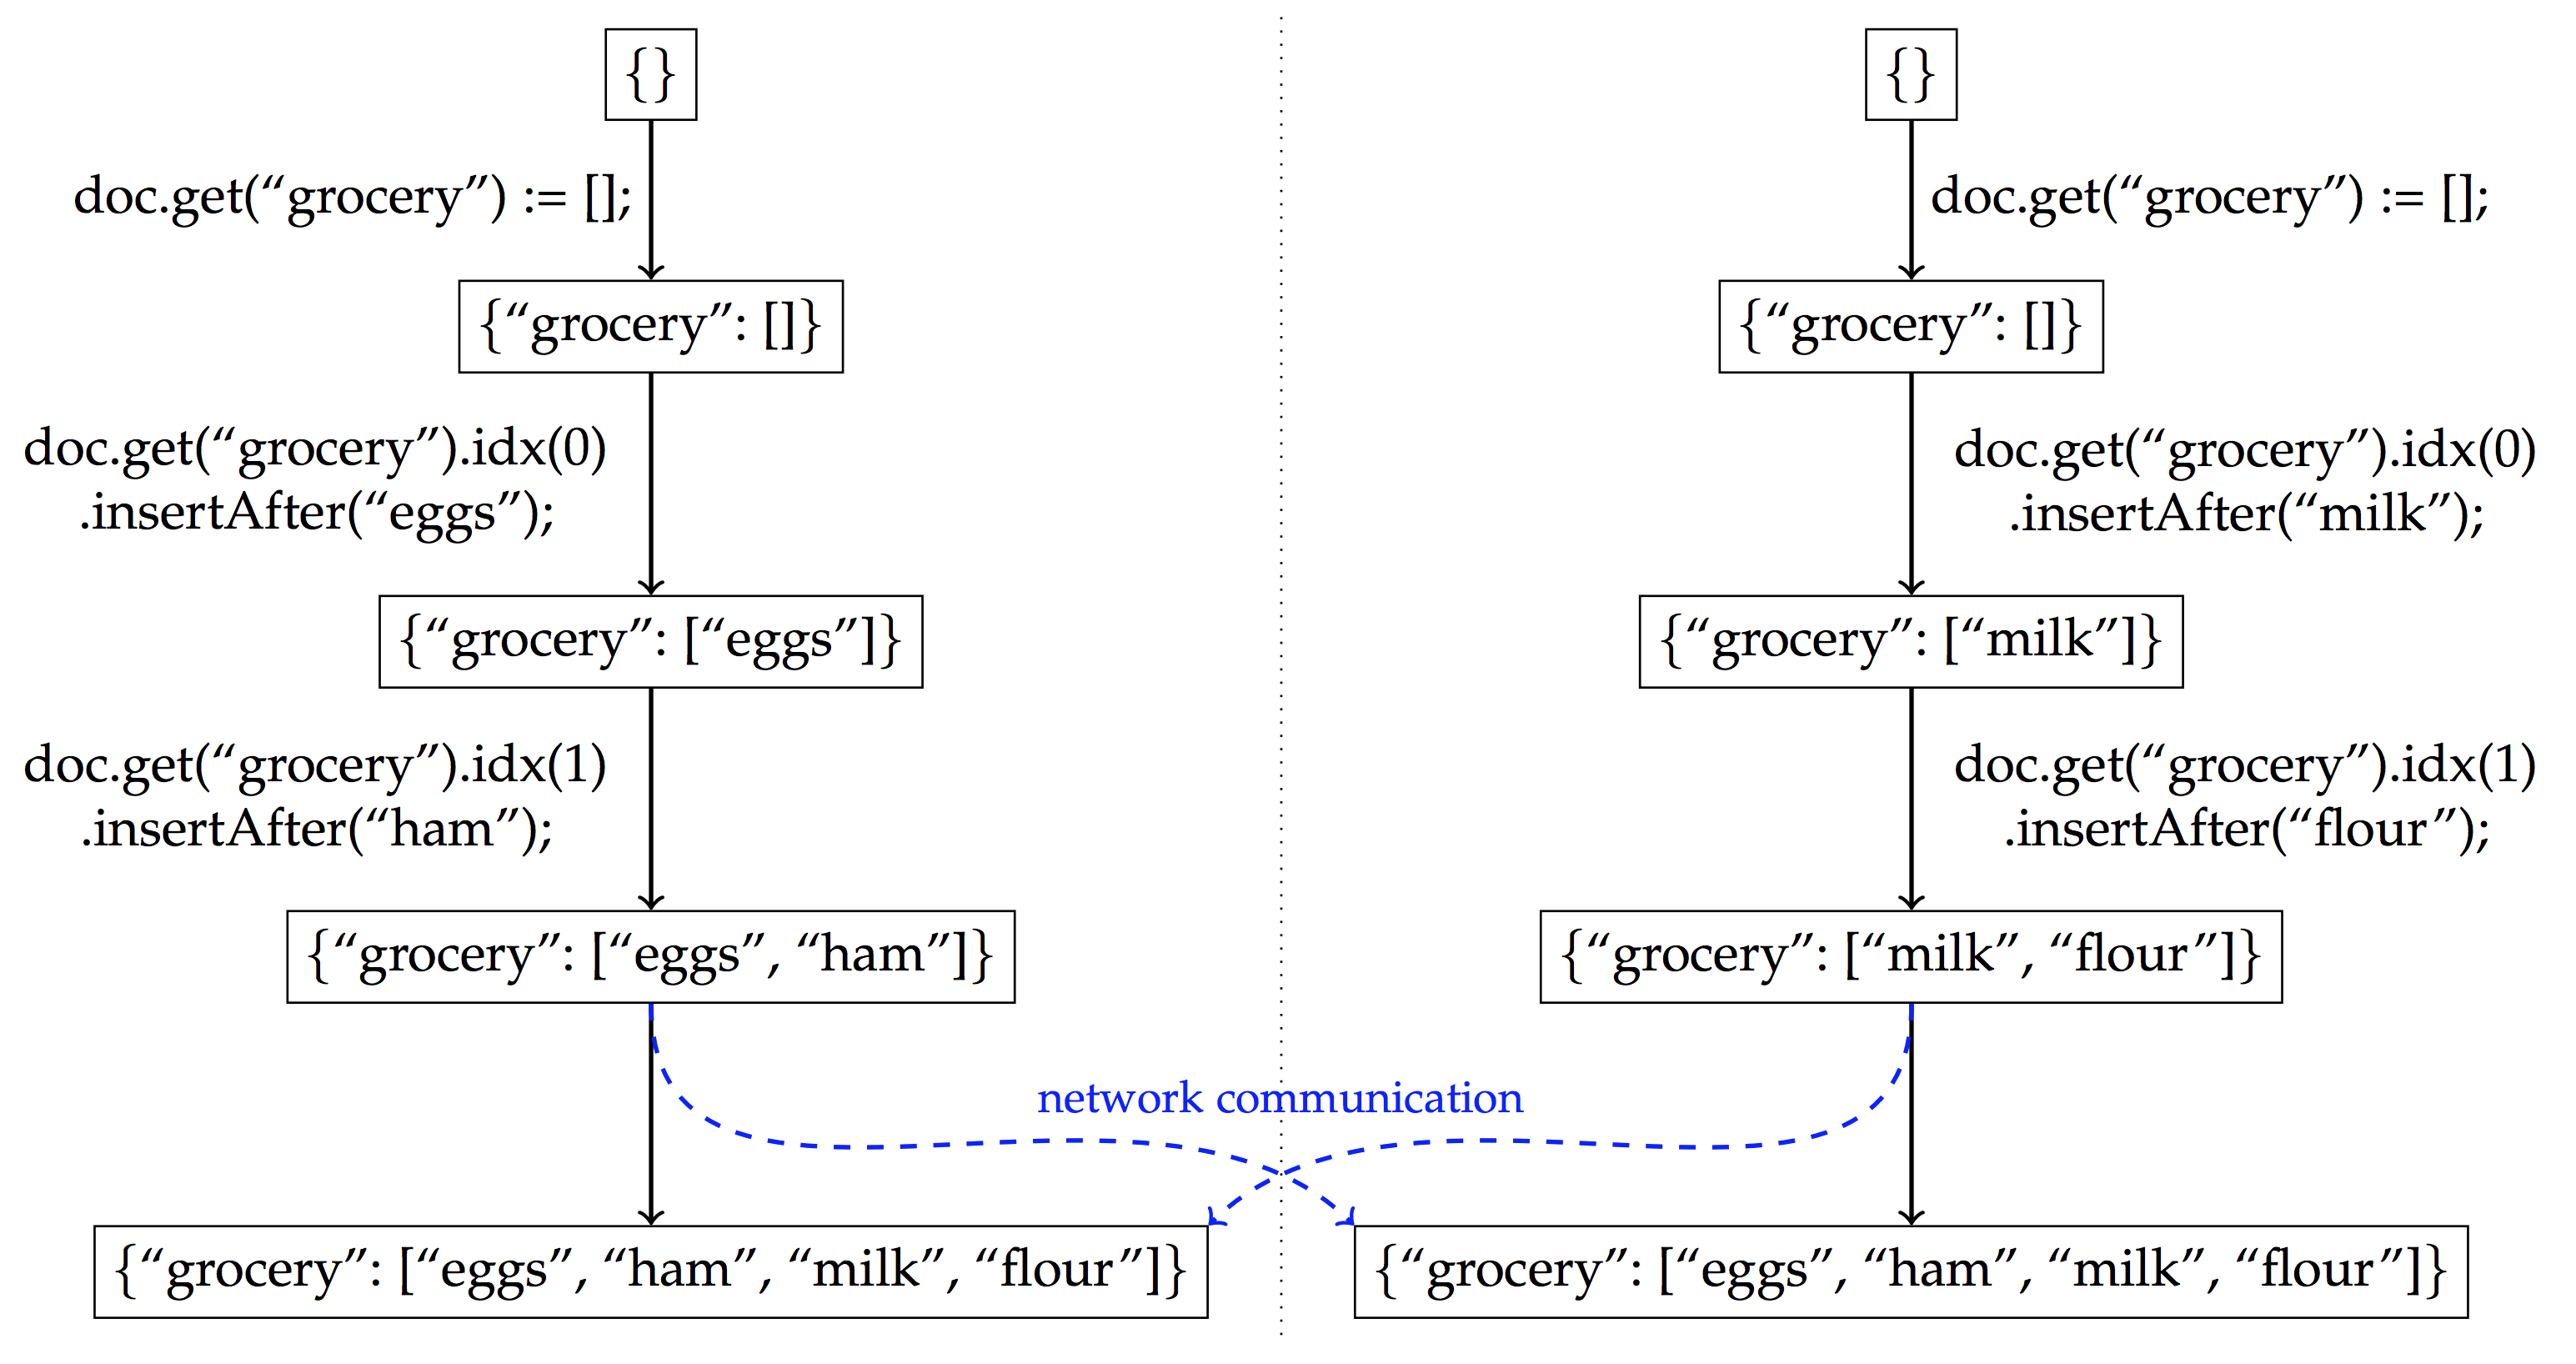 {}
doc.get(“grocery”) := [];
{“grocery”: []}
doc.get(“grocery”).idx(0)
.insertAfter(“eggs”);
{“grocery”: [“eggs”]}
doc.get(“grocery”).idx(1)
.insertAfter(“ham”);
{“grocery”: [“eggs”, “ham”]}
{}
doc.get(“grocery”) := [];
{“grocery”: []}
doc.get(“grocery”).idx(0)
.insertAfter(“milk”);
{“grocery”: [“milk”]}
doc.get(“grocery”).idx(1)
.insertAfter(“flour”);
{“grocery”: [“milk”, “flour”]}
network communication
{“grocery”: [“eggs”, “ham”, “milk”, “flour”]}
{“grocery”: [“eggs”, “ham”, “milk”, “flour”]}